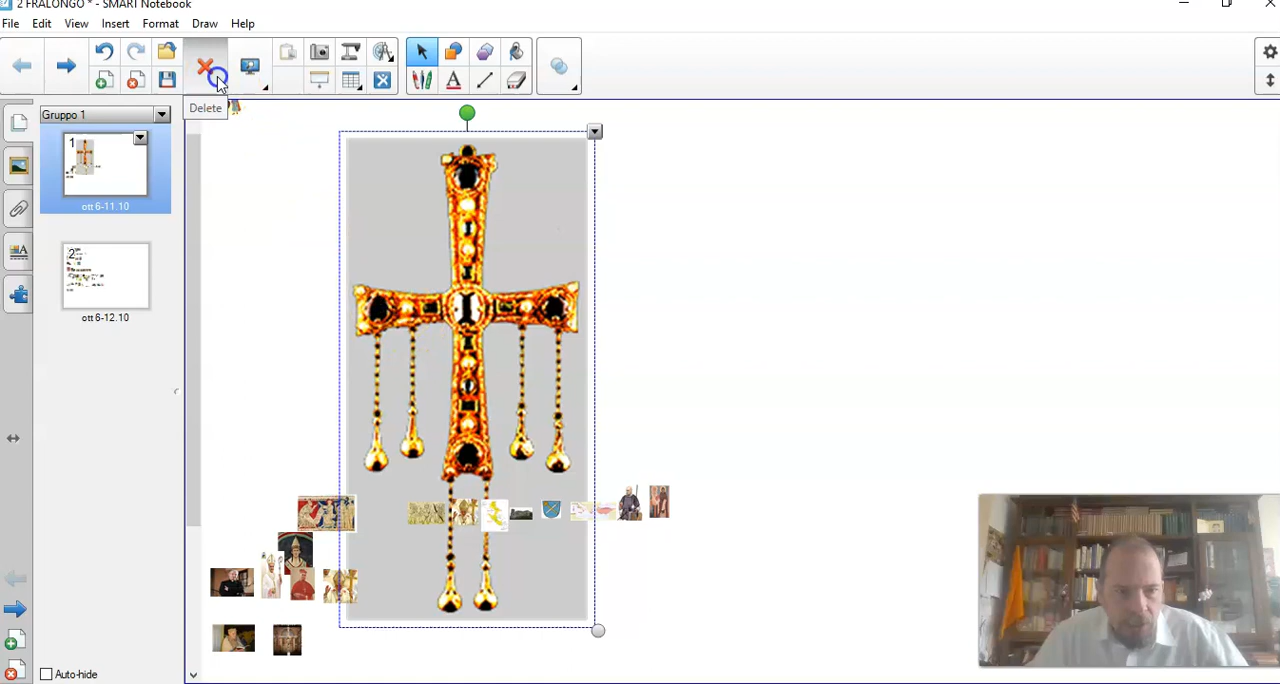 2 FRALONGO * - SMART Notebook
File Edit View Insert Format Draw Help
Delete
Gruppo 1
1
ott 6-11.10
2
ott 6-12.10
Auto-hide